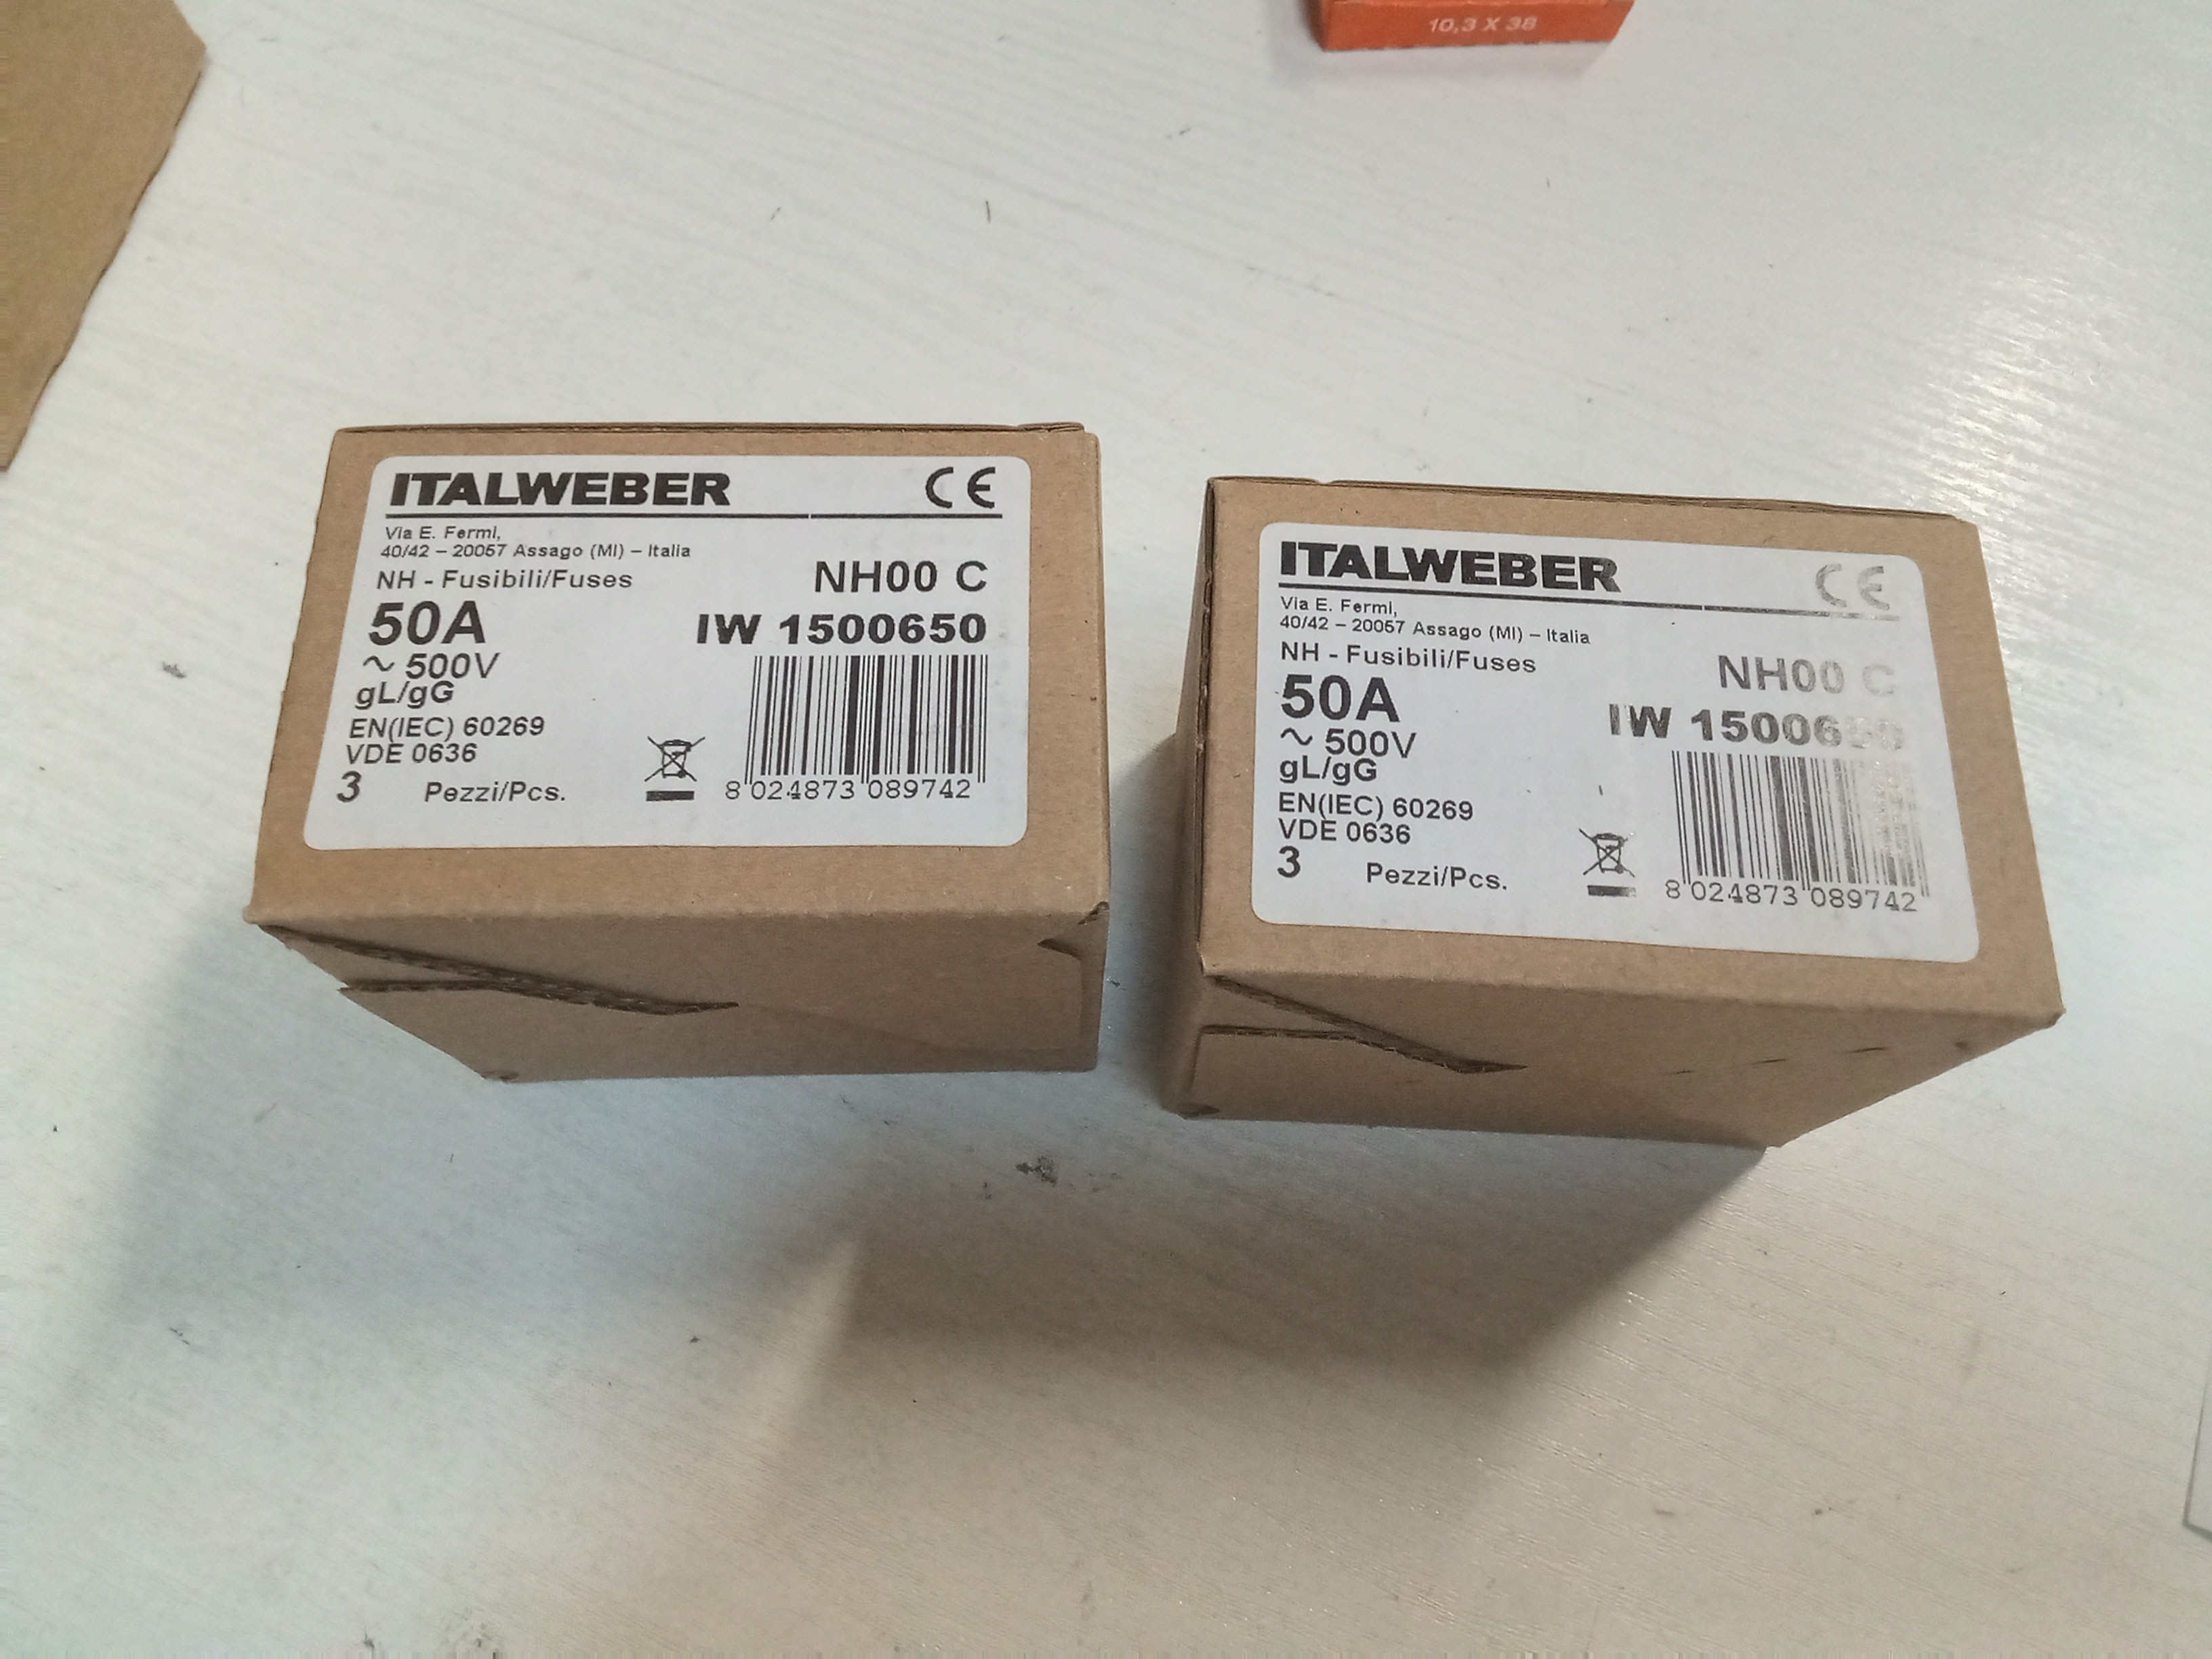 10,3 X 38
ITALWEBER CE
Via E. Fermi,
40/42 – 20057 Assago (MI) – Italia
NH - Fusibili/Fuses
NH00 C
50A
IW 1500650
~ 500V
gL/gG
EN(IEC) 60269
VDE 0636
3 Pezzi/Pcs.
8 024873 089742
ITALWEBER CE
Via E. Fermi,
40/42 – 20057 Assago (MI) – Italia
NH - Fusibili/Fuses
NH00 C
50A
IW 1500650
~ 500V
gL/gG
EN(IEC) 60269
VDE 0636
3 Pezzi/Pcs.
8 024873 089742